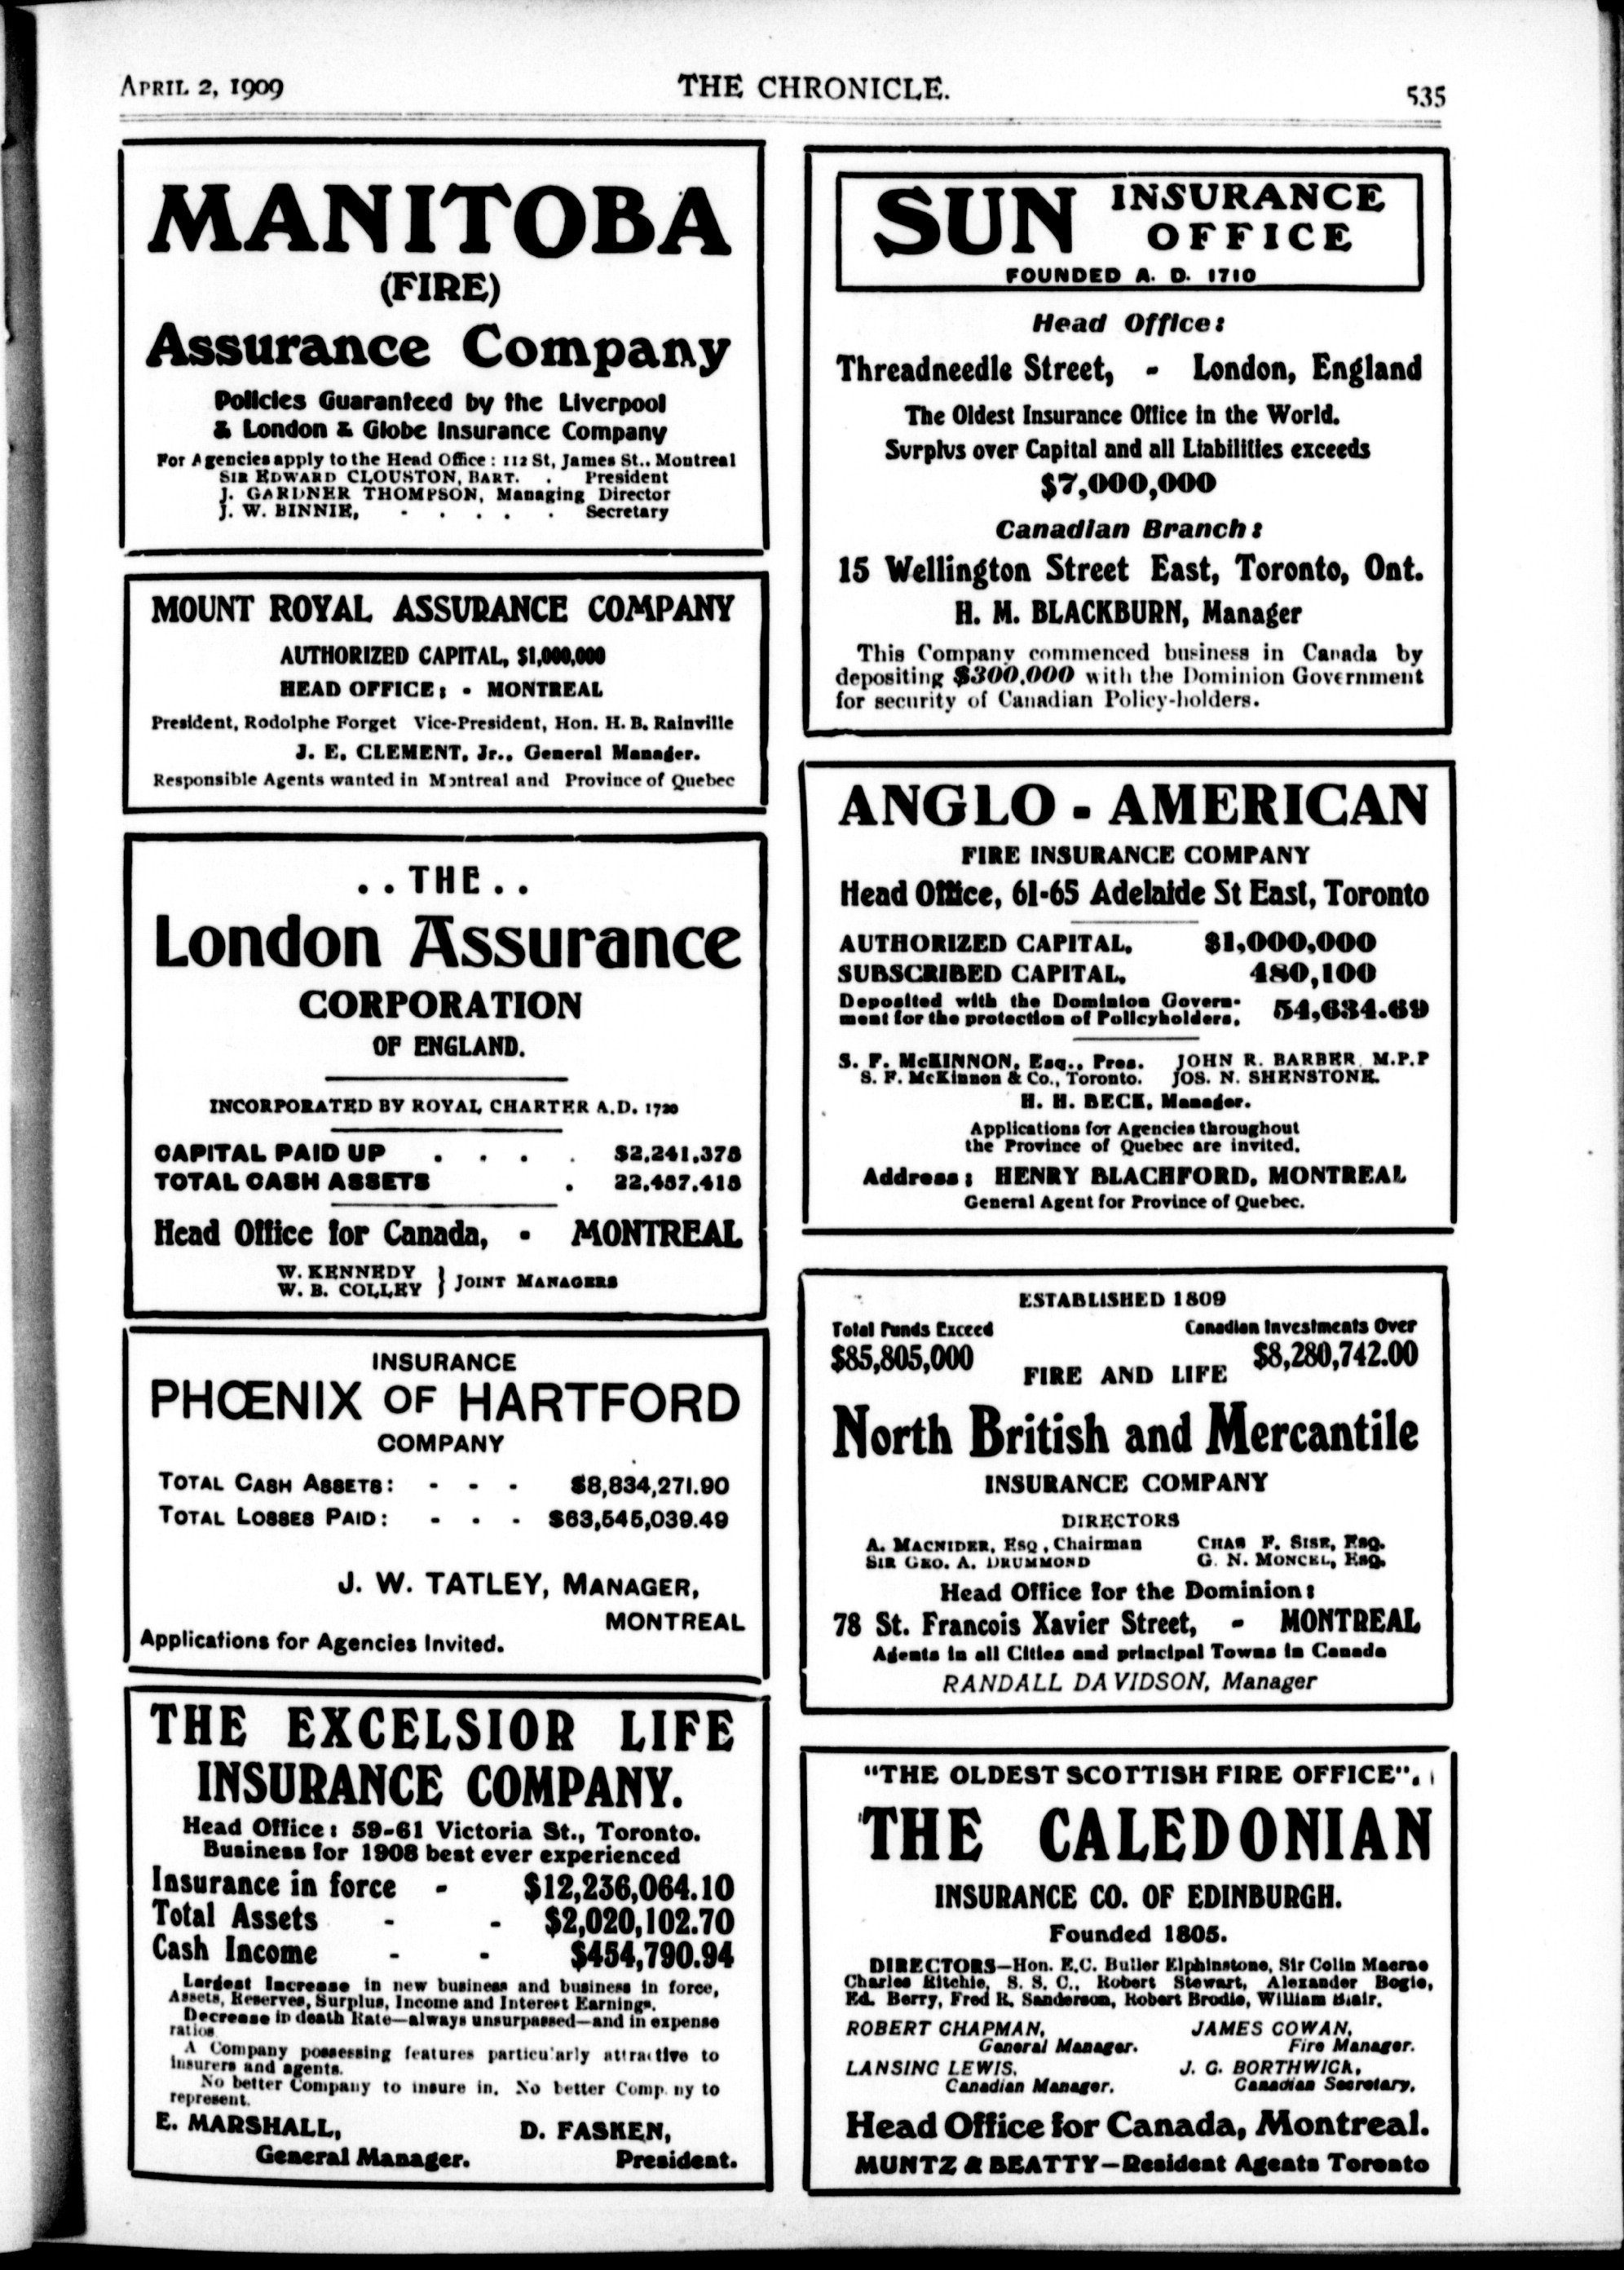 APRIL 2, 1909
THE CHRONICLE.
535
MANITOBA
(FIRE)
Assurance Company
Policies Guaranteed by the Liverpool
& London & Globe Insurance Company
For Agencies apply to the Head Office : 112 St, James St.. Montreal
SIR EDWARD CLOUSTON, BART. . President
J. GARDNER THOMPSON, Managing Director
J. W. BINNIE, - . . . . Secretary
MOUNT ROYAL ASSURANCE COMPANY
AUTHORIZED CAPITAL, $1,000,000
HEAD OFFICE; - MONTREAL
President, Rodolphe Forget Vice-President, Hon. H. B. Rainville
J. E. CLEMENT, Jr., General Manager.
Responsible Agents wanted in Montreal and Province of Quebec
. . THE . .
London Assurance
CORPORATION
OF ENGLAND.
INCORPORATED BY ROYAL CHARTER A.D. 1720
CAPITAL PAID UP . . . . $2,241,375
TOTAL CASH ASSETS . 22,457,415
Head Office for Canada, - MONTREAL
W. KENNEDY
W. B. COLLEY } JOINT MANAGERS
INSURANCE
PHŒNIX OF HARTFORD
COMPANY
TOTAL CASH ASSETS: - - - $8,834,271.90
TOTAL LOSSES PAID: - - - $63,545,039.49
J. W. TATLEY, MANAGER,
MONTREAL
Applications for Agencies Invited.
THE EXCELSIOR LIFE
INSURANCE COMPANY.
Head Office: 59-61 Victoria St., Toronto.
Business for 1908 best ever experienced
Insurance in force - $12,236,064.10
Total Assets - - $2,020,102.70
Cash Income - - $454,790.94
Largest Increase in new business and business in force,
Assets, Reserves, Surplus, Income and Interest Earnings.
Decrease in death Rate—always unsurpassed—and in expense
ratios
A Company possessing features particularly attractive to
insurers and agents.
No better Company to insure in. No better Comp ny to
represent.
E. MARSHALL,
General Manager.
D. FASKEN,
President.
SUN INSURANCE
OFFICE
FOUNDED A. D. 1710
Head Office:
Threadneedle Street, - London, England
The Oldest Insurance Office in the World.
Surplus over Capital and all Liabilities exceeds
$7,000,000
Canadian Branch:
15 Wellington Street East, Toronto, Ont.
H. M. BLACKBURN, Manager
This Company commenced business in Canada by
depositing $300,000 with the Dominion Government
for security of Canadian Policy-holders.
ANGLO - AMERICAN
FIRE INSURANCE COMPANY
Head Office, 61-65 Adelaide St East, Toronto
AUTHORIZED CAPITAL, $1,000,000
SUBSCRIBED CAPITAL, 480,100
Deposited with the Dominion Govern-
ment for the protection of Policyholders, 54,634.69
S. F. McKINNON, Esq., Pres. JOHN R. BARBER M.P.P
S. F. McKinnon & Co., Toronto. JOS. N. SHENSTONE.
H. H. BECK, Manager.
Applications for Agencies throughout
the Province of Quebec are invited.
Address: HENRY BLACHFORD, MONTREAL
General Agent for Province of Quebec.
ESTABLISHED 1809
Total Funds Exceed
$85,805,000
Canadian Investments Over
$8,280,742.00
FIRE AND LIFE
North British and Mercantile
INSURANCE COMPANY
DIRECTORS
A. MACNIDER, ESQ , Chairman CHAS F. SISE, ESQ.
SIR GEO. A. DRUMMOND G. N. MONCEL, ESQ.
Head Office for the Dominion:
78 St. Francois Xavier Street, - MONTREAL
Agents in all Cities and principal Towns in Canada
RANDALL DAVIDSON, Manager
"THE OLDEST SCOTTISH FIRE OFFICE".
THE CALEDONIAN
INSURANCE CO. OF EDINBURGH.
Founded 1805.
DIRECTORS—Hon. E.C. Buller Elphinstone, Sir Colin Macrae
Charles Ritchie, S. S. C., Robert Stewart, Alexander Bogie,
Ed. Berry, Fred R. Sanderson, Robert Brodie, William Blair.
ROBERT CHAPMAN, JAMES COWAN,
General Manager. Fire Manager.
LANSING LEWIS, J. G. BORTHWICK,
Canadian Manager. Canadian Secretary.
Head Office for Canada, Montreal.
MUNTZ & BEATTY—Resident Agents Toronto